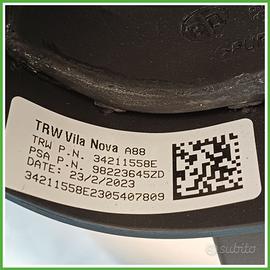 TRW Vila Nova A88
TRW P.N. 34211558E
PSA P.N. 98223645ZD
DATE: 23/2/2023
34211558E2305407809
subito